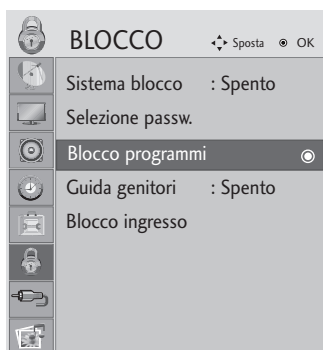 BLOCCO Sposta OK
Sistema blocco : Spento
Selezione passw.
Blocco programmi
Guida genitori : Spento
Blocco ingresso